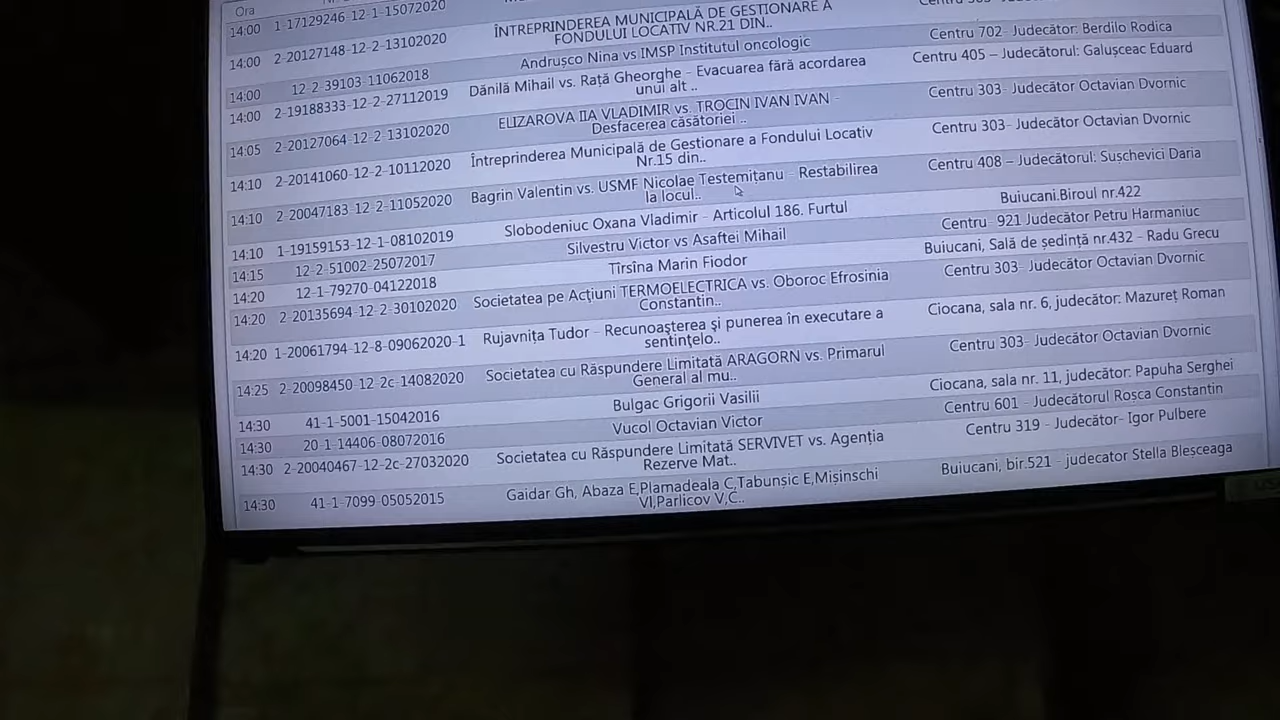 Ora
14:00 1-17129246-12-1-15072020
14:00 2-20127148-12-2-13102020 ÎNTREPRINDEREA MUNICIPALĂ DE GESTIONARE A
FONDULUI LOCATIV NR.21 DIN..
14:00 12-2-39103-11062018 Andrușco Nina vs IMSP Institutul oncologic Centru 702- Judecător: Berdilo Rodica
14:00 2-19188333-12-2-27112019 Dănilă Mihail vs. Rață Gheorghe - Evacuarea fără acordarea Centru 405 – Judecătorul: Galușceac Eduard
unui alt ..
14:05 2-20127064-12-2-13102020 ELIZAROVA IIA VLADIMIR vs. TROCIN IVAN IVAN - Centru 303- Judecător Octavian Dvornic
Desfacerea căsătoriei ..
14:10 2-20141060-12-2-10112020 Întreprinderea Municipală de Gestionare a Fondului Locativ Centru 303- Judecător Octavian Dvornic
Nr.15 din..
14:10 2-20047183-12-2-11052020 Bagrin Valentin vs. USMF Nicolae Testemițanu - Restabilirea Centru 408 – Judecătorul: Suschevici Daria
la locul..
14:10 1-19159153-12-1-08102019 Slobodeniuc Oxana Vladimir - Articolul 186. Furtul Buiucani.Biroul nr.422
14:15 12-2-51002-25072017 Silvestru Victor vs Asaftei Mihail Centru- 921 Judecător Petru Harmaniuc
14:20 12-1-79270-04122018 Tîrsîna Marin Fiodor Buiucani, Sală de ședință nr.432 - Radu Grecu
14:20 2-20135694-12-2-30102020 Societatea pe Acţiuni TERMOELECTRICA vs. Oboroc Efrosinia Centru 303- Judecător Octavian Dvornic
Constantin..
14:20 1-20061794-12-8-09062020-1 Rujavnița Tudor - Recunoaşterea şi punerea în executare a Ciocana, sala nr. 6, judecător: Mazureț Roman
sentinţelo..
14:25 2-20098450-12-2c-14082020 Societatea cu Răspundere Limitată ARAGORN vs. Primarul Centru 303- Judecător Octavian Dvornic
General al mu..
14:30 41-1-5001-15042016 Bulgac Grigorii Vasilii Ciocana, sala nr. 11, judecător: Papuha Serghei
14:30 20-1-14406-08072016 Vucol Octavian Victor Centru 601 - Judecătorul Rosca Constantin
14:30 2-20040467-12-2c-27032020 Societatea cu Răspundere Limitată SERVIVET vs. Agenția Centru 319 - Judecător- Igor Pulbere
Rezerve Mat..
14:30 41-1-7099-05052015 Gaidar Gh, Abaza E,Plamadeala C,Tabunșic E,Mișinschi Buiucani, bir.521 - judecator Stella Bleșceaga
Vl,Parlicov V,C..